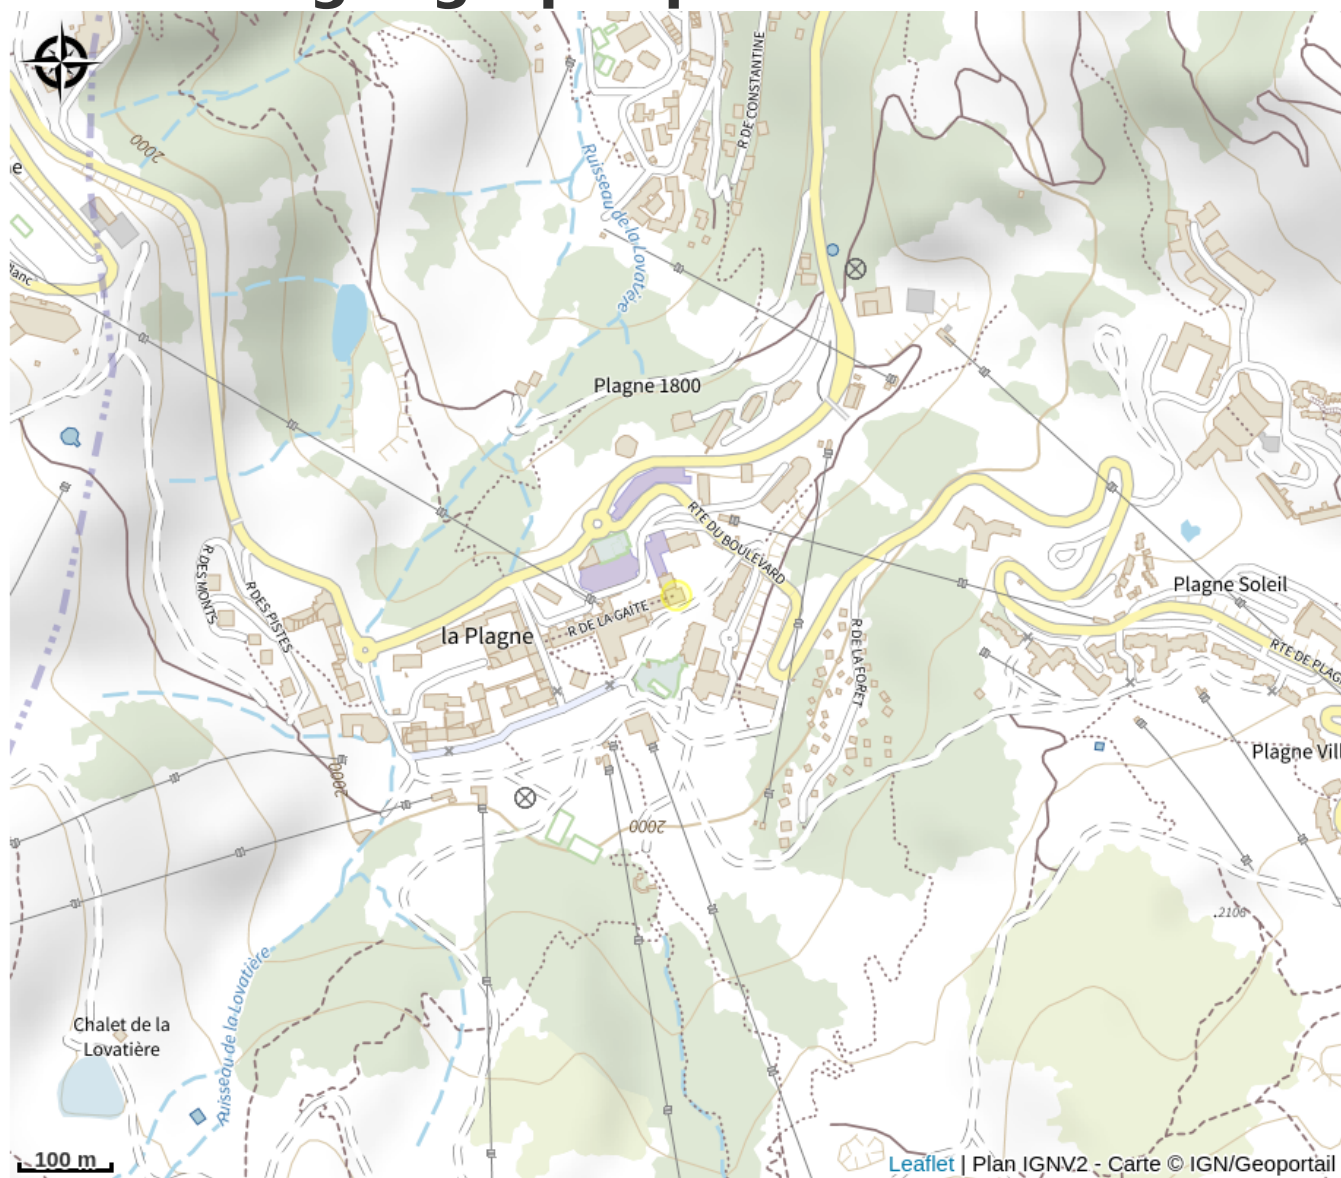 R DE CONSTANTINE
2000
Ruisseau de la Lovatière
Plagne 1800
RTE DU BOULEVARD
R DES MONTS
R DES PISTES
Plagne Soleil
R DE LA GAÎTE
la Plagne
R DE LA FORET
RTE DE PLAG
Plagne Vill
2000
2000
.2106
Ruisseau de la Lovatière
Chalet de la
Lovatière
100 m
Leaflet | Plan IGNV2 - Carte © IGN/Geoportail